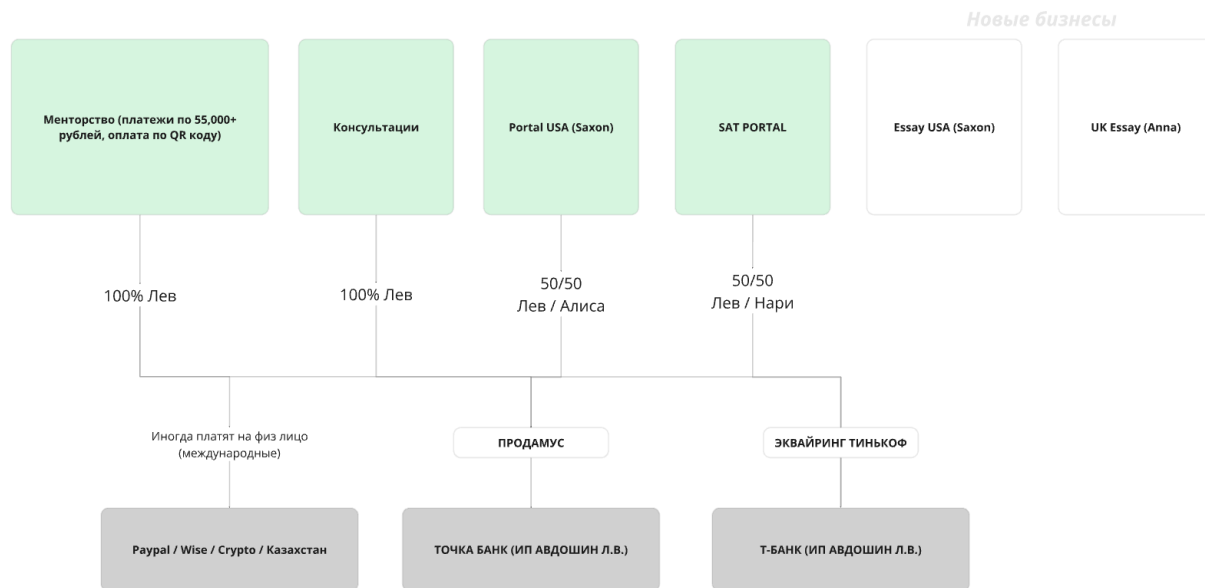 Новые бизнесы
Менторство (платежи по 55,000+
рублей, оплата по QR коду)
Консультации
Portal USA (Saxon)
SAT PORTAL
Essay USA (Saxon)
UK Essay (Anna)
100% Лев
100% Лев
50/50
Лев / Алиса
50/50
Лев / Нари
Иногда платят на физ лицо
(международные)
ПРОДАМУС
ЭКВАЙРИНГ ТИНЬКОФ
Paypal / Wise / Crypto / Казахстан
ТОЧКА БАНК (ИП АВДОШИН Л.В.)
Т-БАНК (ИП АВДОШИН Л.В.)